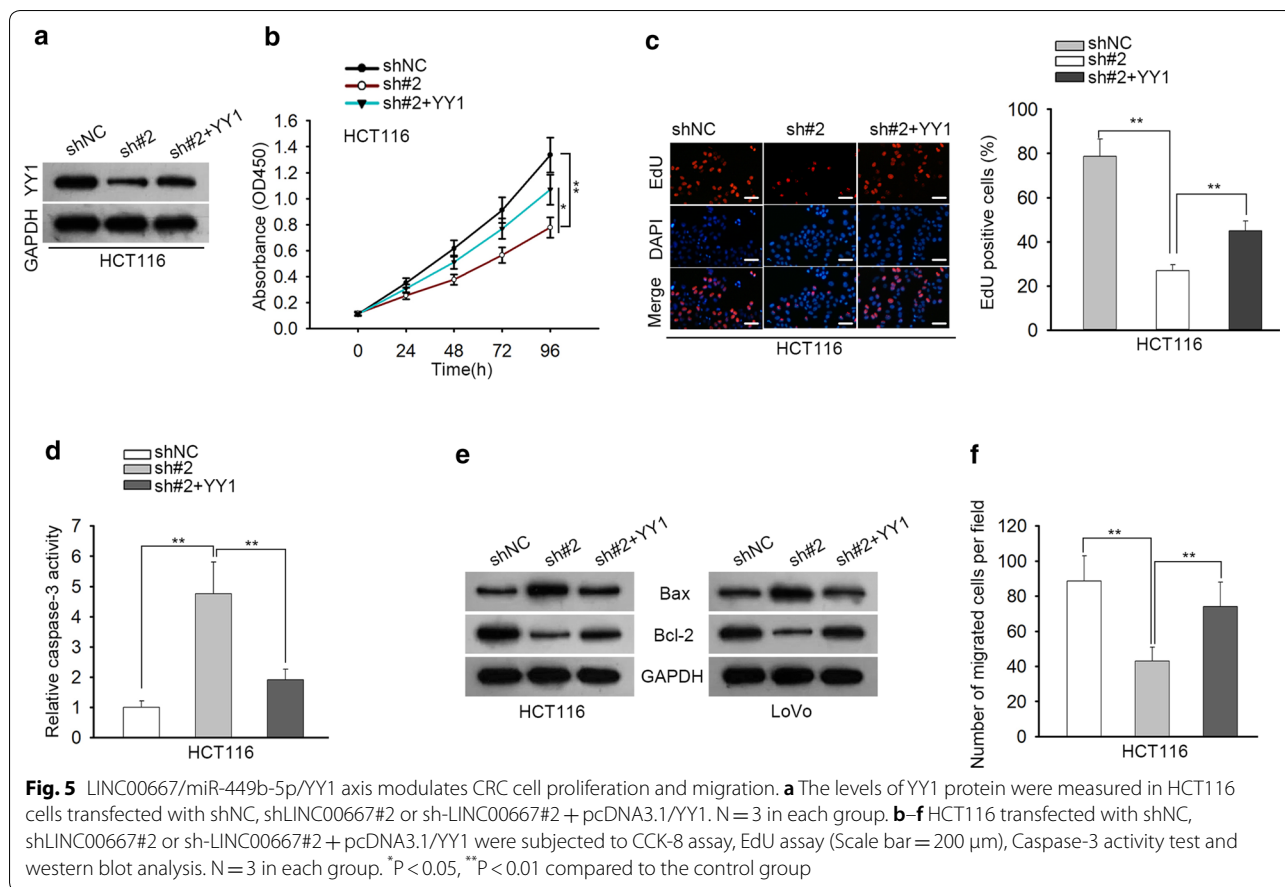 a
shNC sh#2 sh#2+YY1
YY1
GAPDH
HCT116
b
shNC
sh#2
sh#2+YY1
HCT116
Absorbance (OD450)
1.6
1.4
1.2
1.0
0.8
0.6
0.4
0.2
0.0
0 24 48 72 96
Time(h)
**
*
c
shNC sh#2 sh#2+YY1
EdU
DAPI
Merge
HCT116
shNC
sh#2
sh#2+YY1
EdU positive cells (%)
100
80
60
40
20
0
**
**
HCT116
d
shNC
sh#2
sh#2+YY1
Relative caspase-3 activity
7
6
5
4
3
2
1
0
** **
HCT116
e
shNC sh#2 sh#2+YY1 shNC sh#2 sh#2+YY1
Bax
Bcl-2
GAPDH
HCT116 LoVo
f
Number of migrated cells per field
120
100
80
60
40
20
0
**
**
HCT116
Fig. 5 LINC00667/miR-449b-5p/YY1 axis modulates CRC cell proliferation and migration. a The levels of YY1 protein were measured in HCT116
cells transfected with shNC, shLINC00667#2 or sh-LINC00667#2 + pcDNA3.1/YY1. N = 3 in each group. b–f HCT116 transfected with shNC,
shLINC00667#2 or sh-LINC00667#2 + pcDNA3.1/YY1 were subjected to CCK-8 assay, EdU assay (Scale bar = 200 μm), Caspase-3 activity test and
western blot analysis. N = 3 in each group. *P < 0.05, **P < 0.01 compared to the control group